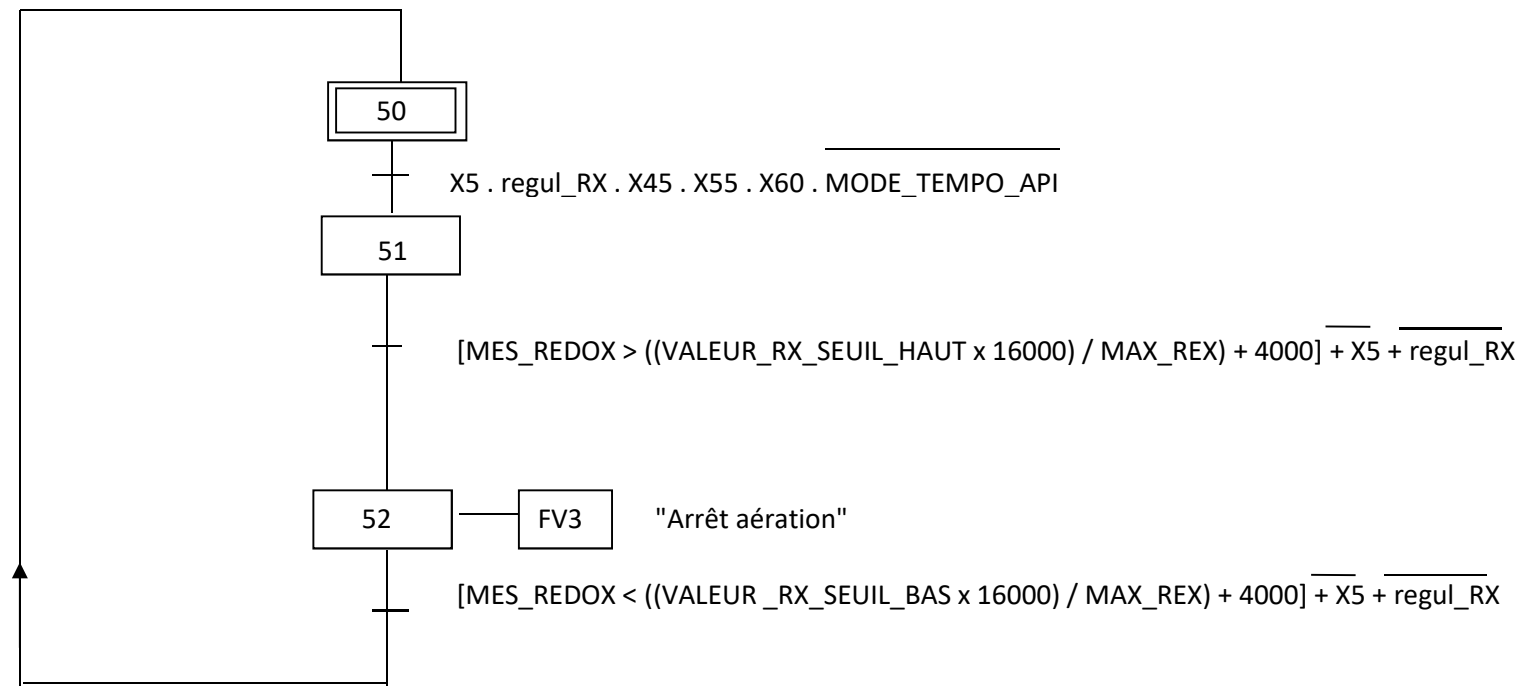 50
X5 . regul_RX . X45 . X55 . X60 . MODE_TEMPO_API
51
[MES_REDOX > ((VALEUR_RX_SEUIL_HAUT x 16000) / MAX_REX) + 4000] + X5 + regul_RX
52 FV3 "Arrêt aération"
[MES_REDOX < ((VALEUR _RX_SEUIL_BAS x 16000) / MAX_REX) + 4000] + X5 + regul_RX